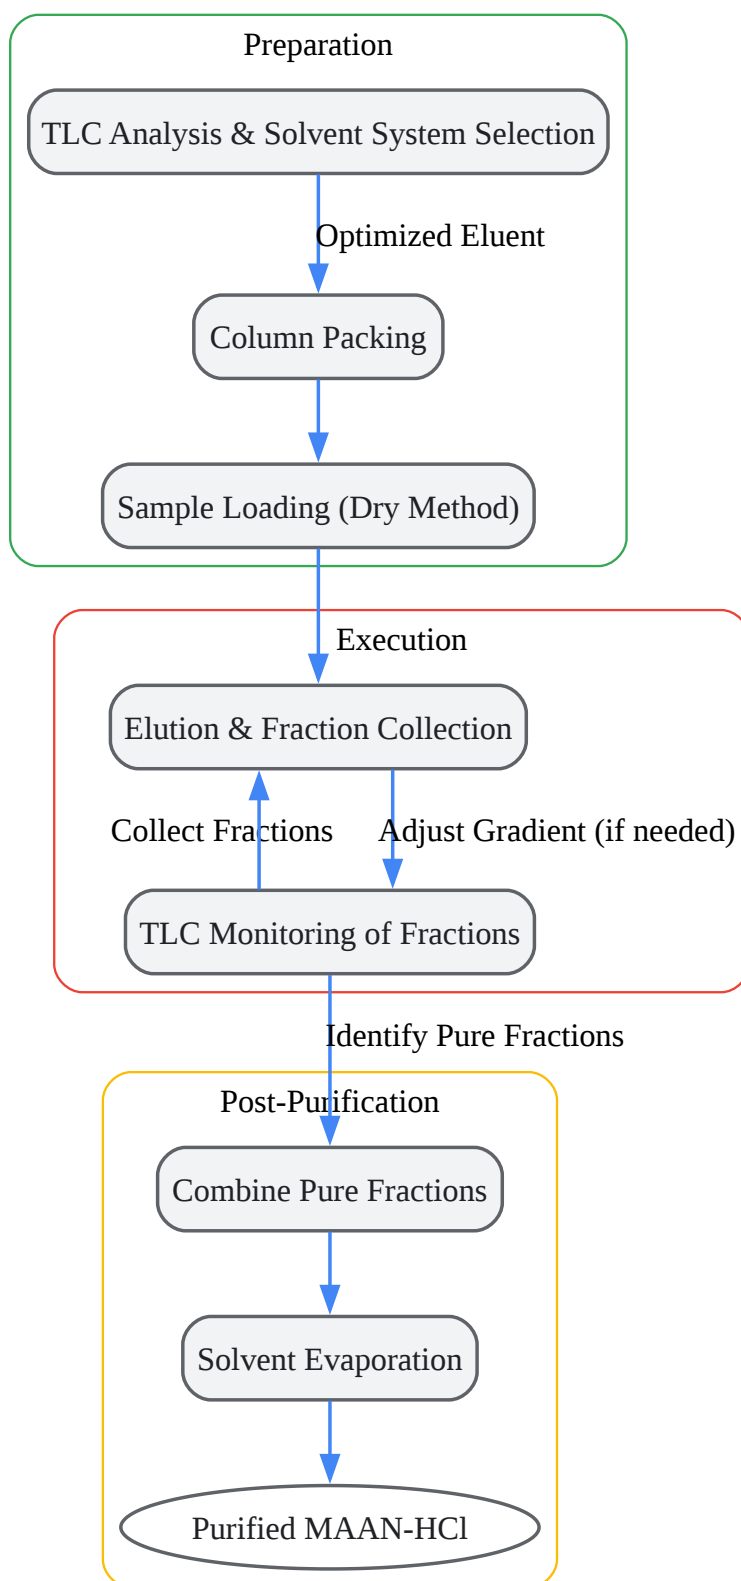 Preparation
TLC Analysis & Solvent System Selection
Optimized Eluent
Column Packing
Sample Loading (Dry Method)
Execution
Elution & Fraction Collection
Collect Fractions
Adjust Gradient (if needed)
TLC Monitoring of Fractions
Identify Pure Fractions
Post-Purification
Combine Pure Fractions
Solvent Evaporation
Purified MAAN-HCl